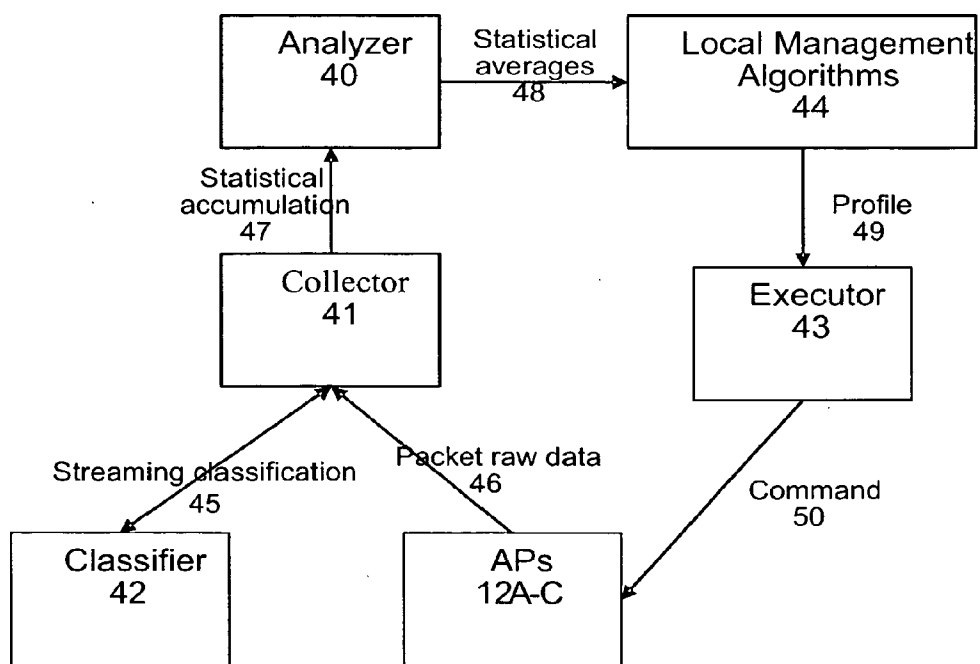 Analyzer
40
Statistical
averages
48
Local Management
Algorithms
44
Statistical
accumulation
47
Profile
49
Collector
41
Executor
43
Streaming classification
45
Packet raw data
46
Command
50
Classifier
42
APs
12A-C